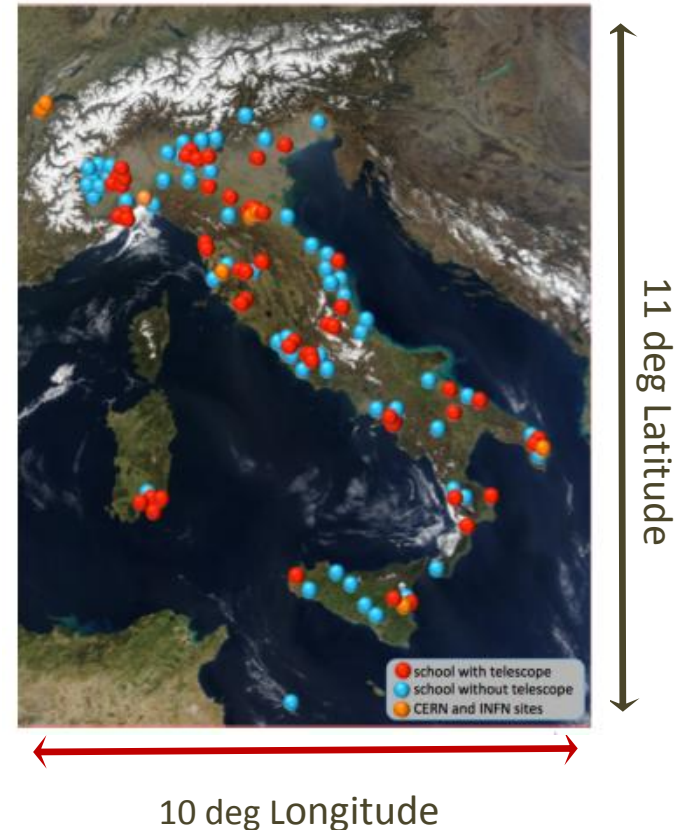 school with telescope
school without telescope
CERN and INFN sites
11 deg Latitude
10 deg Longitude